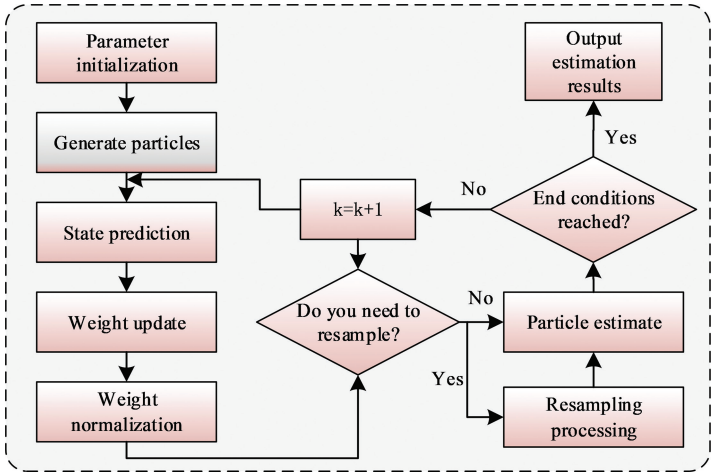 Parameter
initialization
Generate particles
State prediction
Weight update
Weight
normalization
k=k+1
Do you need to
resample?
No
Yes
Output
estimation
results
Yes
End conditions
reached?
No
Particle estimate
Resampling
processing